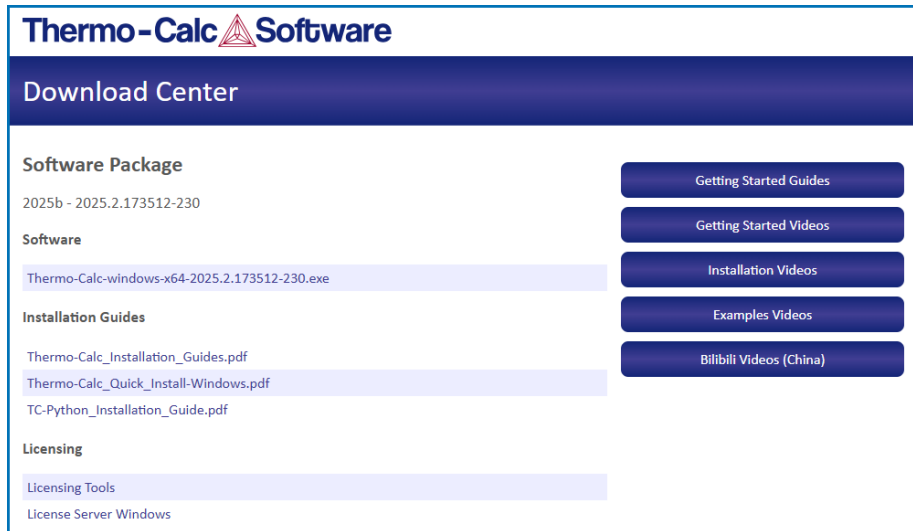 Thermo-Calc Software
Download Center
Software Package
2025b - 2025.2.173512-230
Software
Thermo-Calc-windows-x64-2025.2.173512-230.exe
Installation Guides
Thermo-Calc_Installation_Guides.pdf
Thermo-Calc_Quick_Install-Windows.pdf
TC-Python_Installation_Guide.pdf
Licensing
Licensing Tools
License Server Windows
Getting Started Guides
Getting Started Videos
Installation Videos
Examples Videos
Bilibili Videos (China)